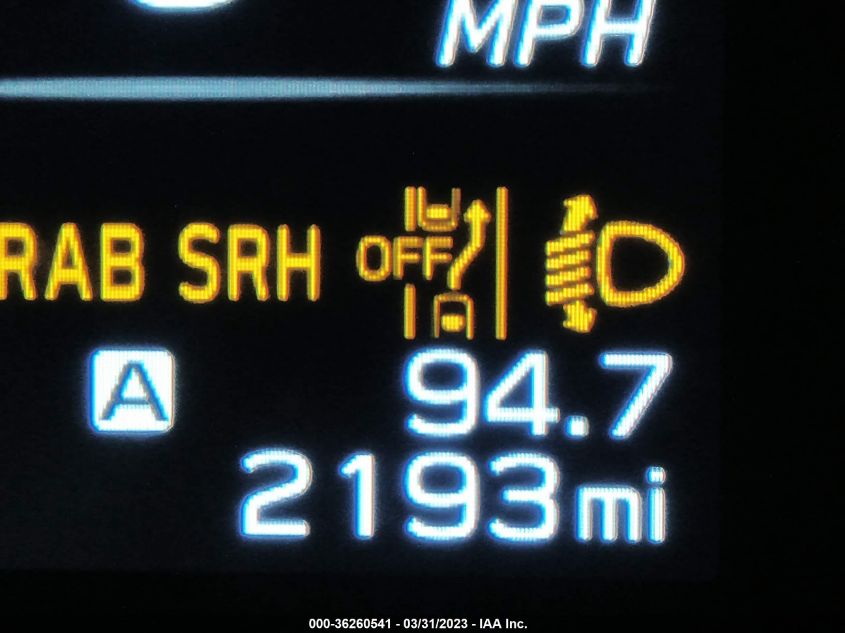 MPH
RAB SRH OFF
A 94.7
2193mi
000-36260541 - 03/31/2023 - IAA Inc.